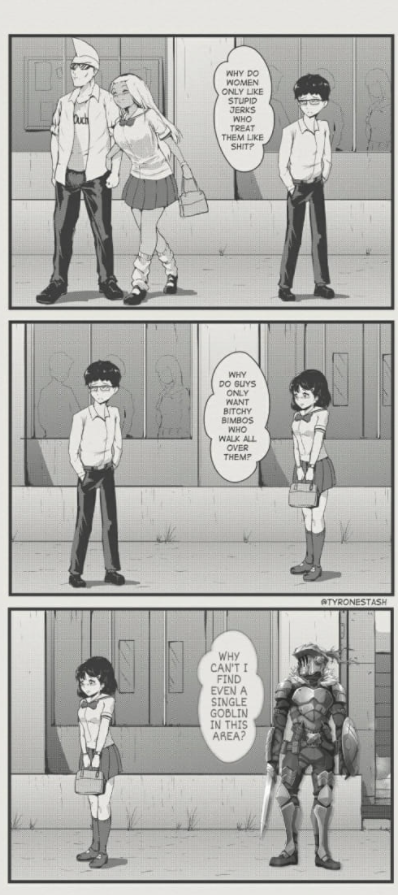 Duch
WHY DO
WOMEN
ONLY LIKE
STUPID
JERKS
WHO
TREAT
THEM LIKE
SHIT?
WHY
DO GUYS
ONLY
WANT
BITCHY
BIMBOS
WHO
WALK ALL
OVER
THEM?
@TYRONESTASH
WHY
CAN'T I
FIND
EVEN A
SINGLE
GOBLIN
IN THIS
AREA?